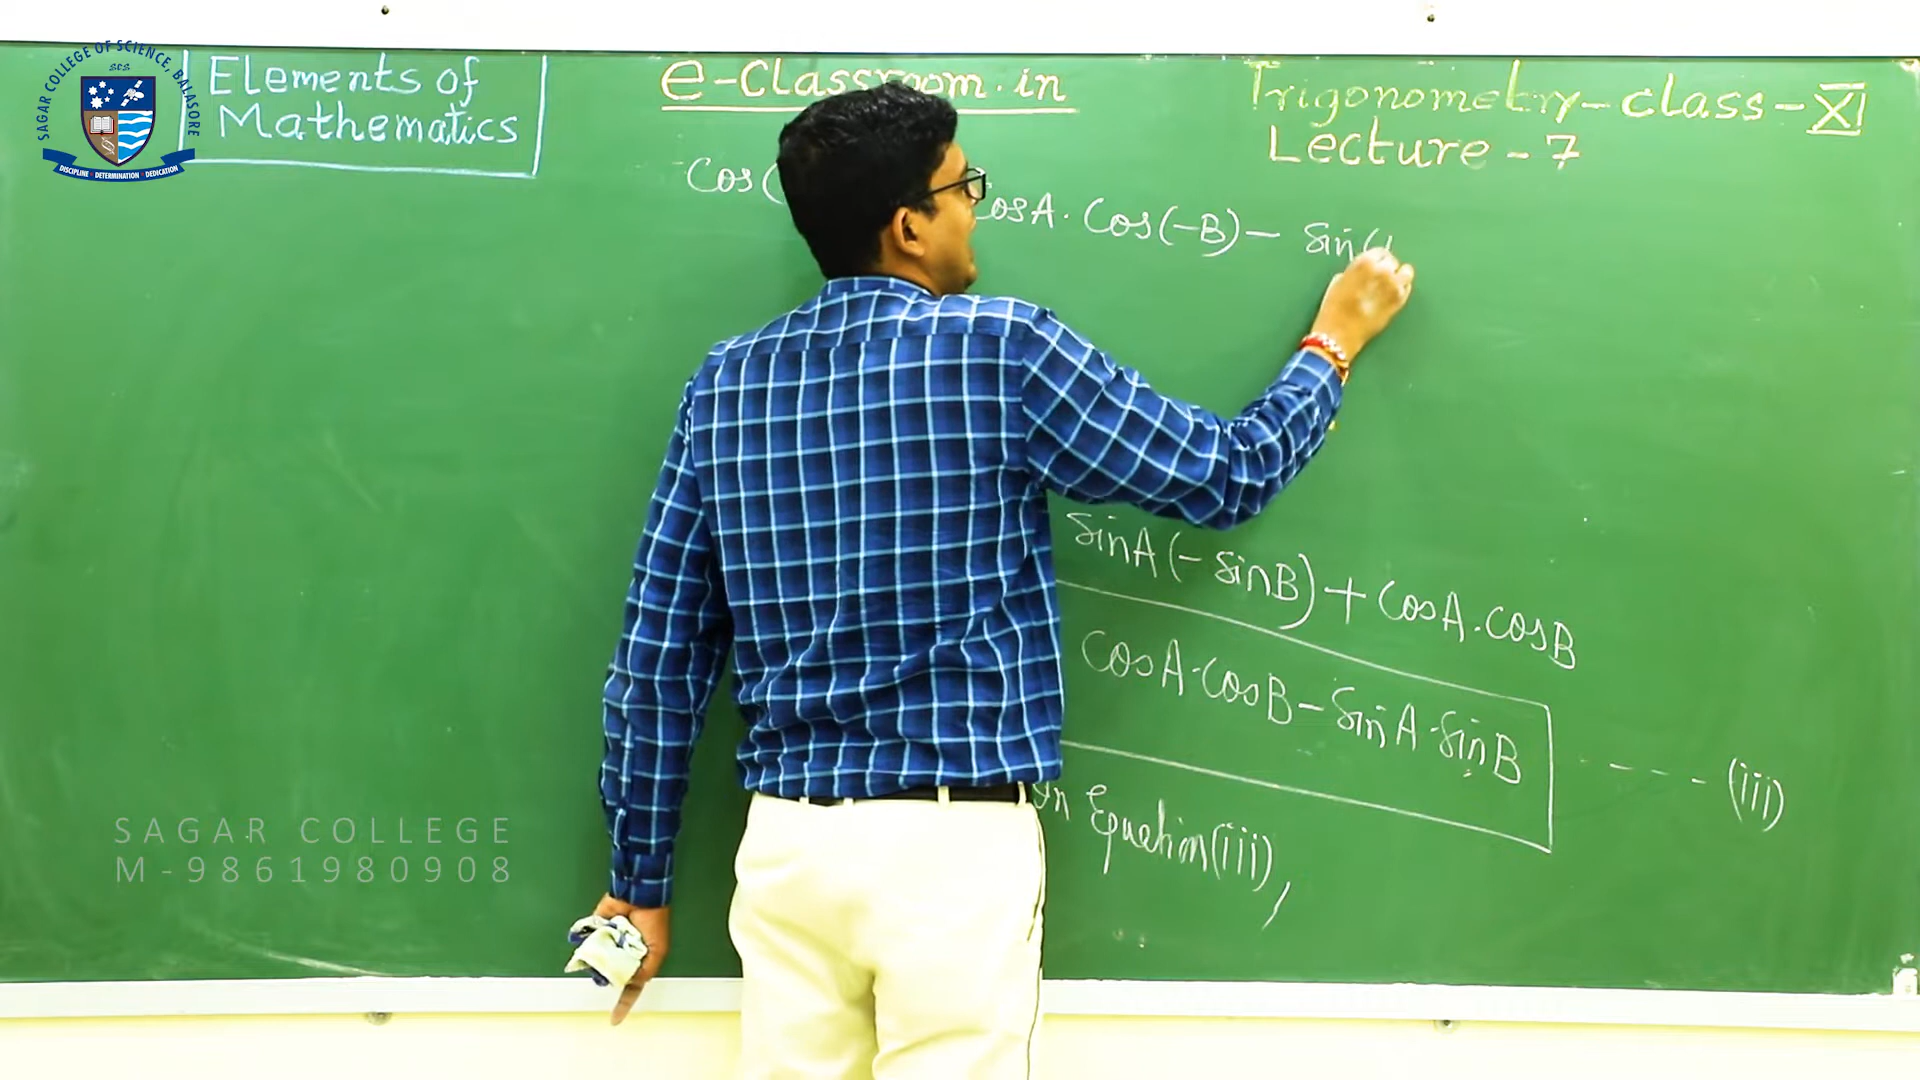 SAGAR COLLEGE OF SCIENCE, BALASORE
SCS
DISCIPLINE · DETERMINATION · DEDICATION
Elements of
Mathematics
e-Classroom.in
Trigonometry-class-XI
Lecture-7
Cos(
CosA. Cos(-B)- Sin(
SinA(-SinB)+CosA.cosB
cosA.cosB-SinA.SinB
----(iii)
In Equation(iii),
SAGAR COLLEGE
M-9861980908